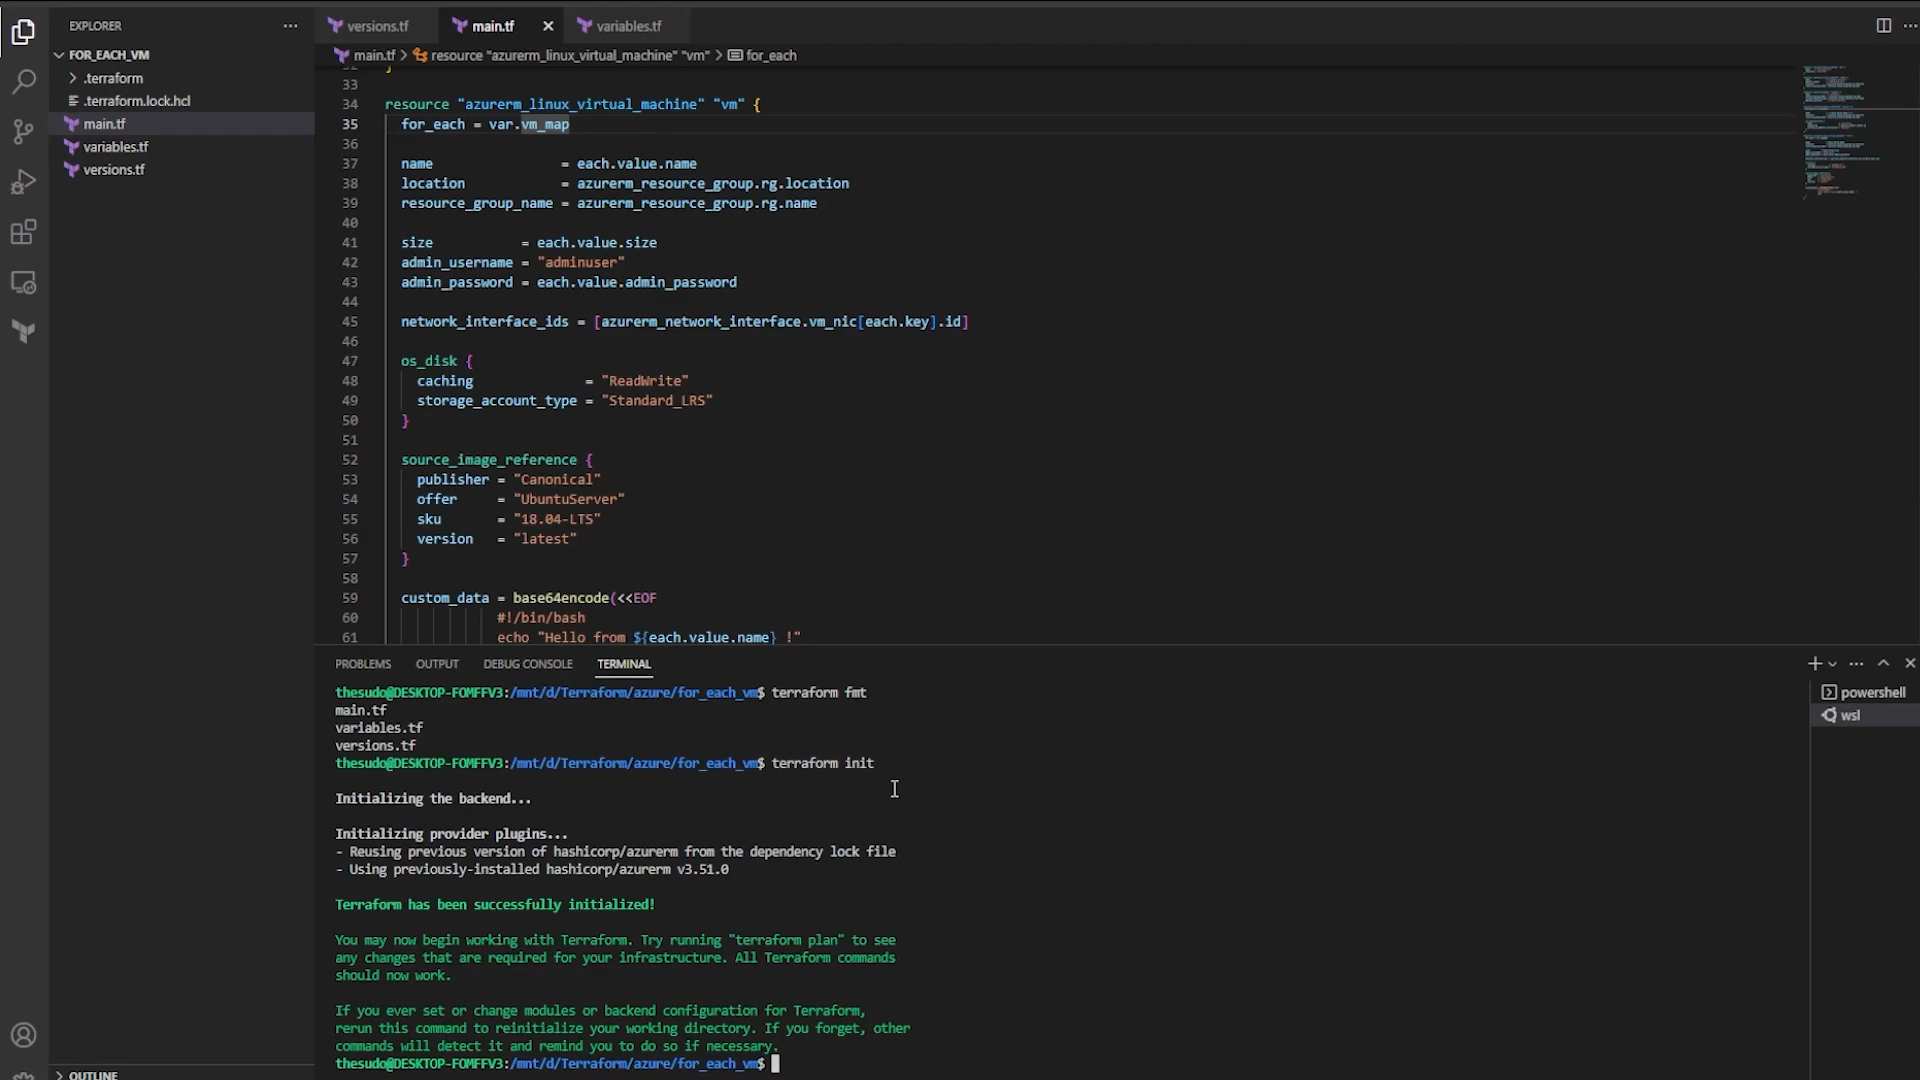 EXPLORER
FOR_EACH_VM
.terraform
.terraform.lock.hcl
main.tf
variables.tf
versions.tf
versions.tf
main.tf
variables.tf
main.tf > resource "azurerm_linux_virtual_machine" "vm" > for_each
33
34 resource "azurerm_linux_virtual_machine" "vm" {
35 for_each = var.vm_map
36
37 name = each.value.name
38 location = azurerm_resource_group.rg.location
39 resource_group_name = azurerm_resource_group.rg.name
40
41 size = each.value.size
42 admin_username = "adminuser"
43 admin_password = each.value.admin_password
44
45 network_interface_ids = [azurerm_network_interface.vm_nic[each.key].id]
46
47 os_disk {
48 caching = "ReadWrite"
49 storage_account_type = "Standard_LRS"
50 }
51
52 source_image_reference {
53 publisher = "Canonical"
54 offer = "UbuntuServer"
55 sku = "18.04-LTS"
56 version = "latest"
57 }
58
59 custom_data = base64encode(<<EOF
60 #!/bin/bash
61 echo "Hello from ${each.value.name} !"
PROBLEMS OUTPUT DEBUG CONSOLE TERMINAL
thesudo@DESKTOP-FOMFFV3:/mnt/d/Terraform/azure/for_each_vm$ terraform fmt
main.tf
variables.tf
versions.tf
thesudo@DESKTOP-FOMFFV3:/mnt/d/Terraform/azure/for_each_vm$ terraform init
Initializing the backend...
Initializing provider plugins...
- Reusing previous version of hashicorp/azurerm from the dependency lock file
- Using previously-installed hashicorp/azurerm v3.51.0
Terraform has been successfully initialized!
You may now begin working with Terraform. Try running "terraform plan" to see
any changes that are required for your infrastructure. All Terraform commands
should now work.
If you ever set or change modules or backend configuration for Terraform,
rerun this command to reinitialize your working directory. If you forget, other
commands will detect it and remind you to do so if necessary.
thesudo@DESKTOP-FOMFFV3:/mnt/d/Terraform/azure/for_each_vm$
powershell
wsl
OUTLINE